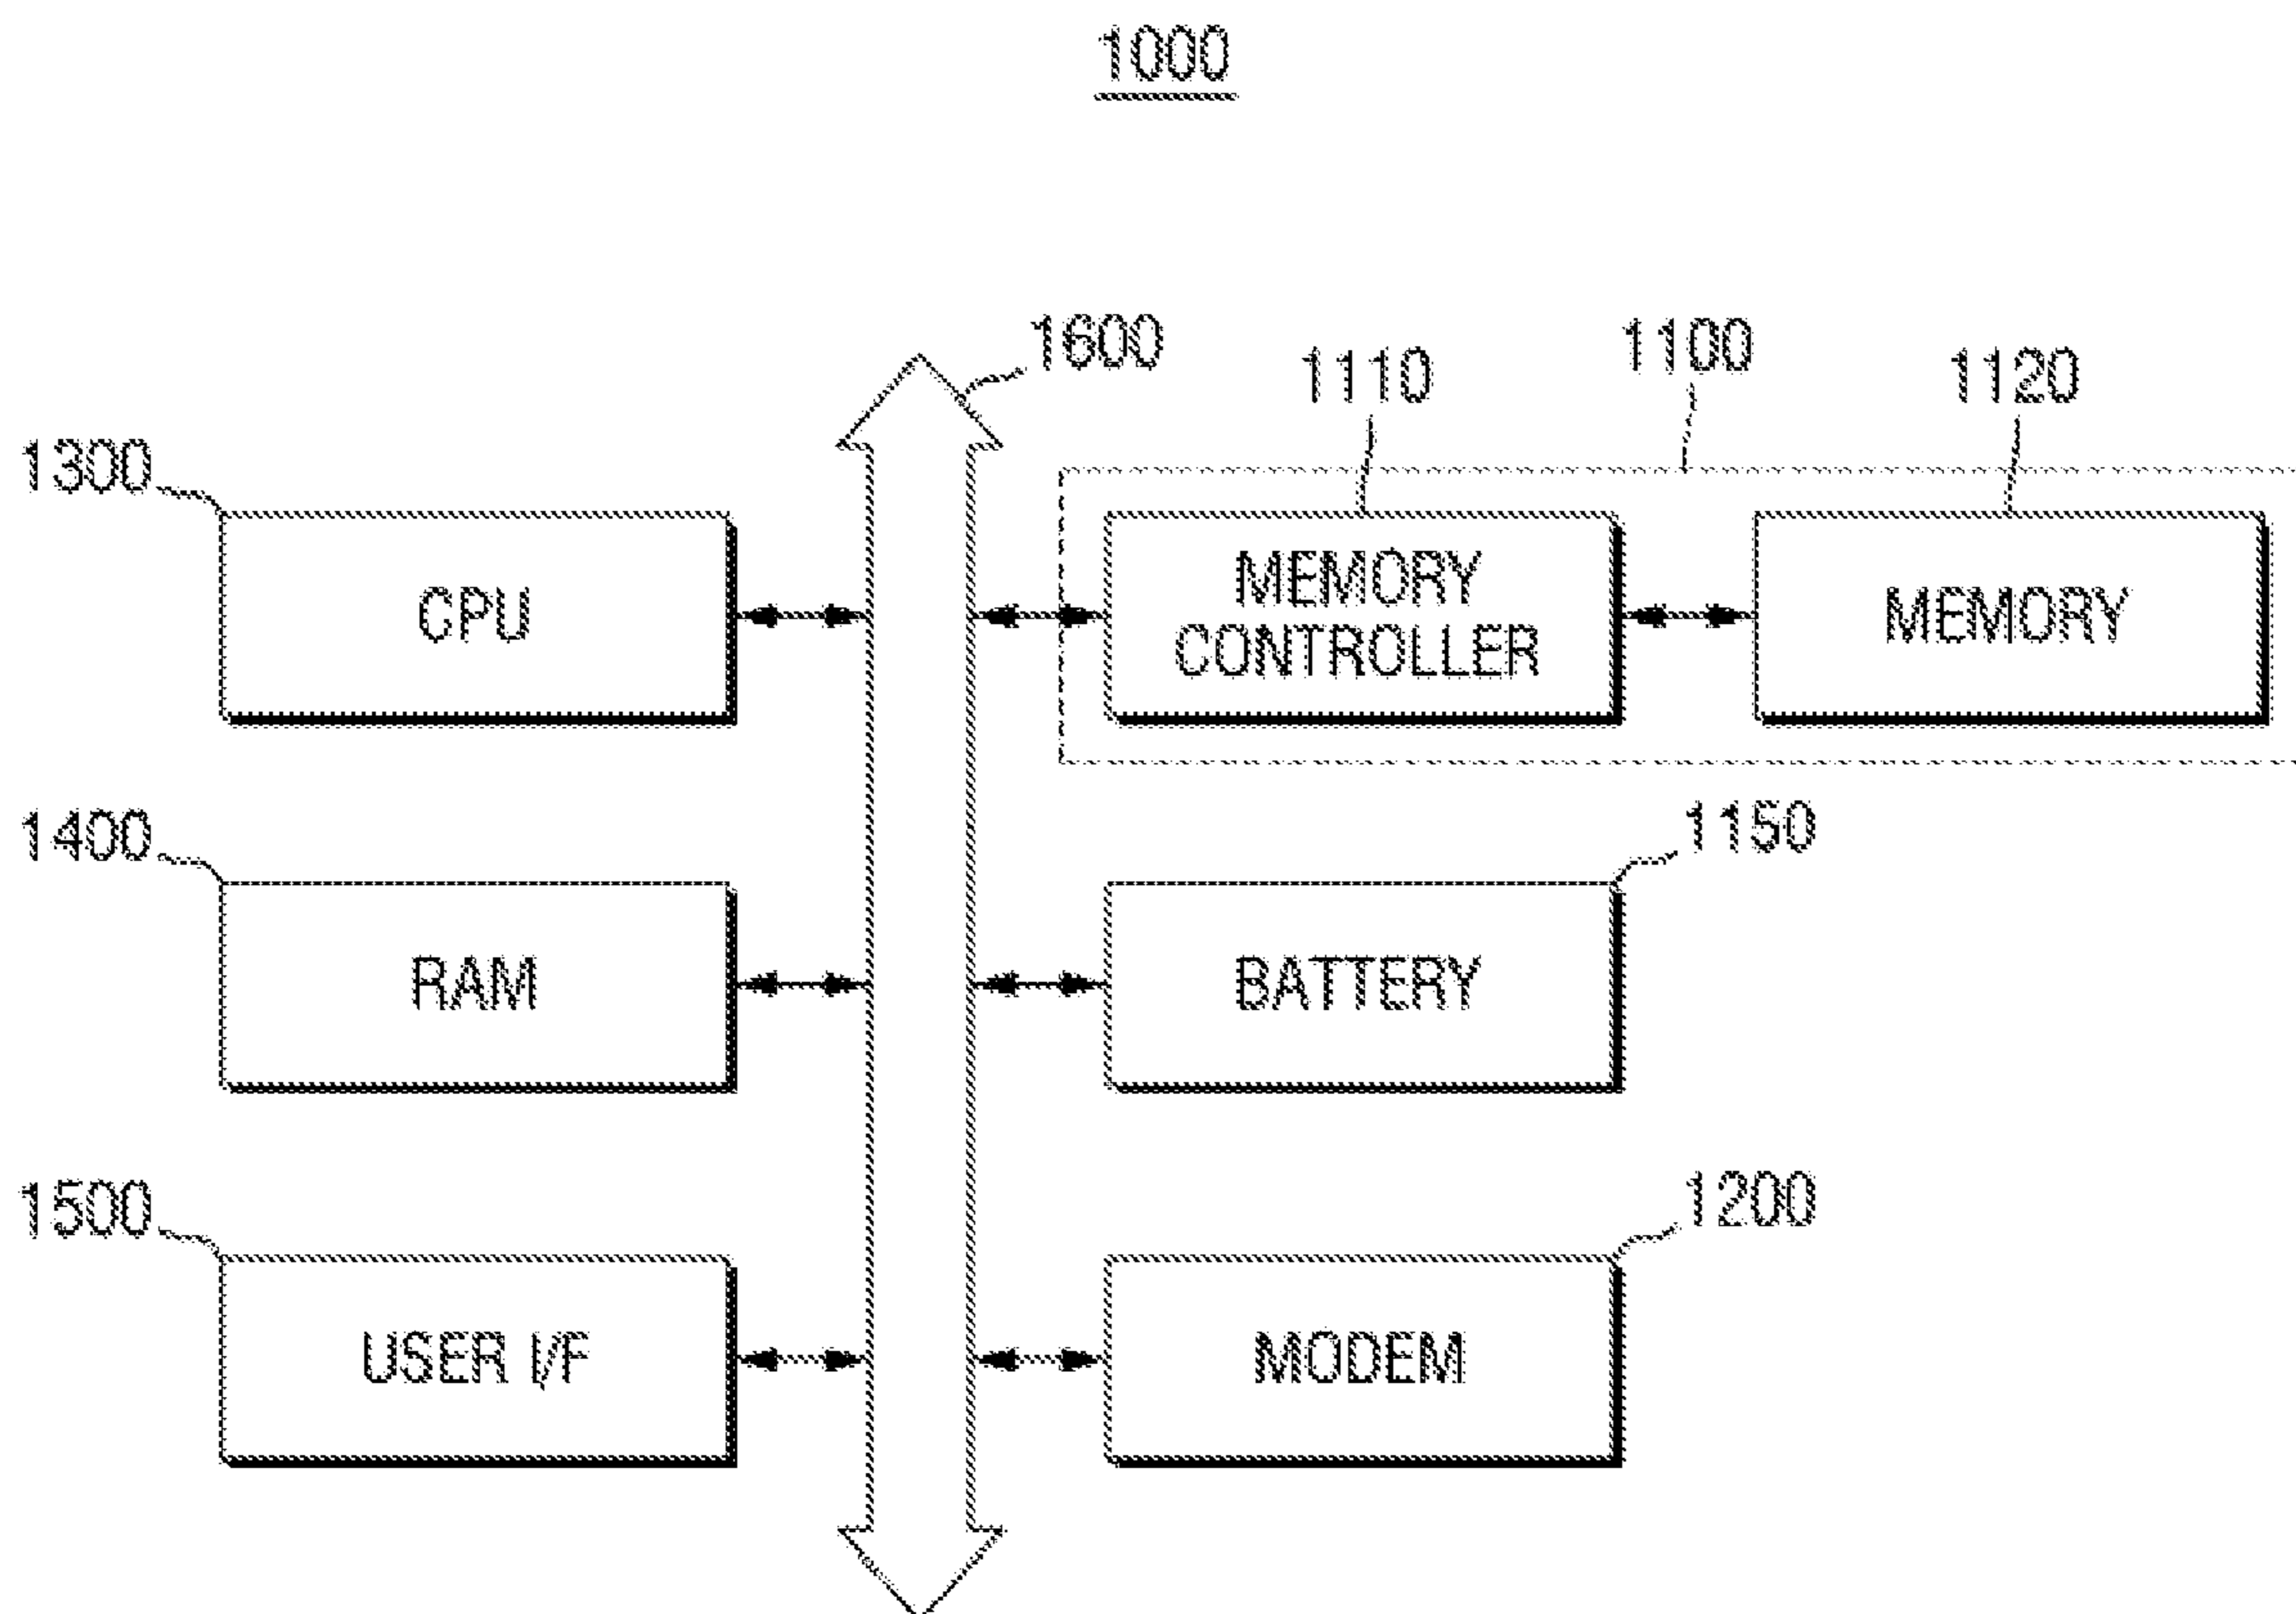 1000
1600
1110
1100
1120
1300
CPU
MEMORY
CONTROLLER
MEMORY
1400
RAM
1150
BATTERY
1500
USER I/F
1200
MODEM